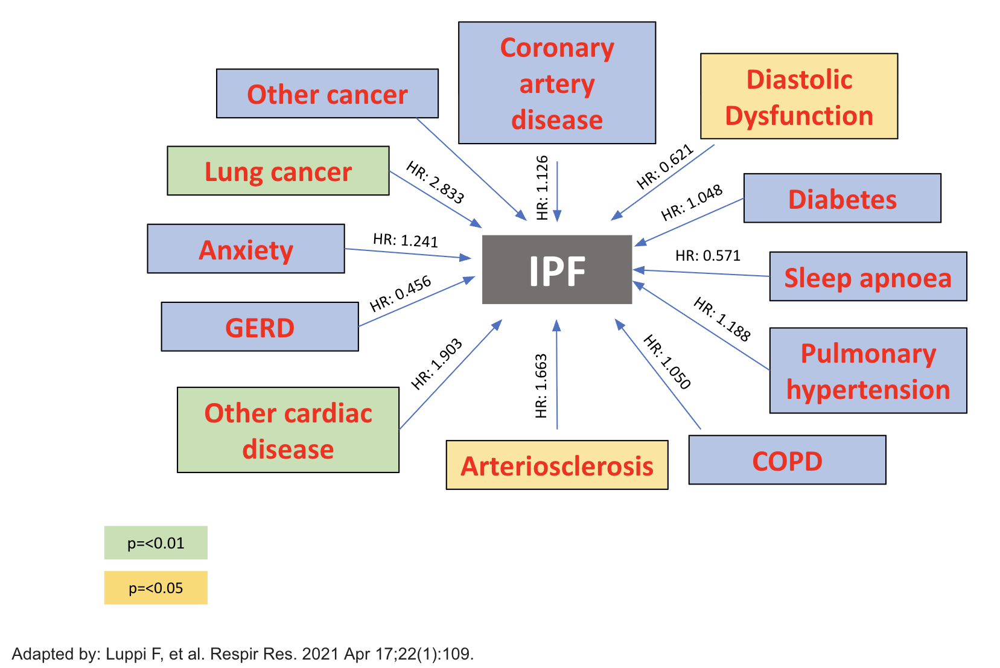 Coronary
artery
disease
Diastolic
Dysfunction
Other cancer
Lung cancer
HR: 2.833
HR: 1.126
HR: 0.621
HR: 1.048
Diabetes
Anxiety
HR: 1.241
IPF
HR: 0.571
Sleep apnoea
GERD
HR: 0.456
HR: 1.188
Pulmonary
hypertension
HR: 1.903
HR: 1.663
HR: 1.050
Other cardiac
disease
Arteriosclerosis
COPD
p=<0.01
p=<0.05
Adapted by: Luppi F, et al. Respir Res. 2021 Apr 17;22(1):109.